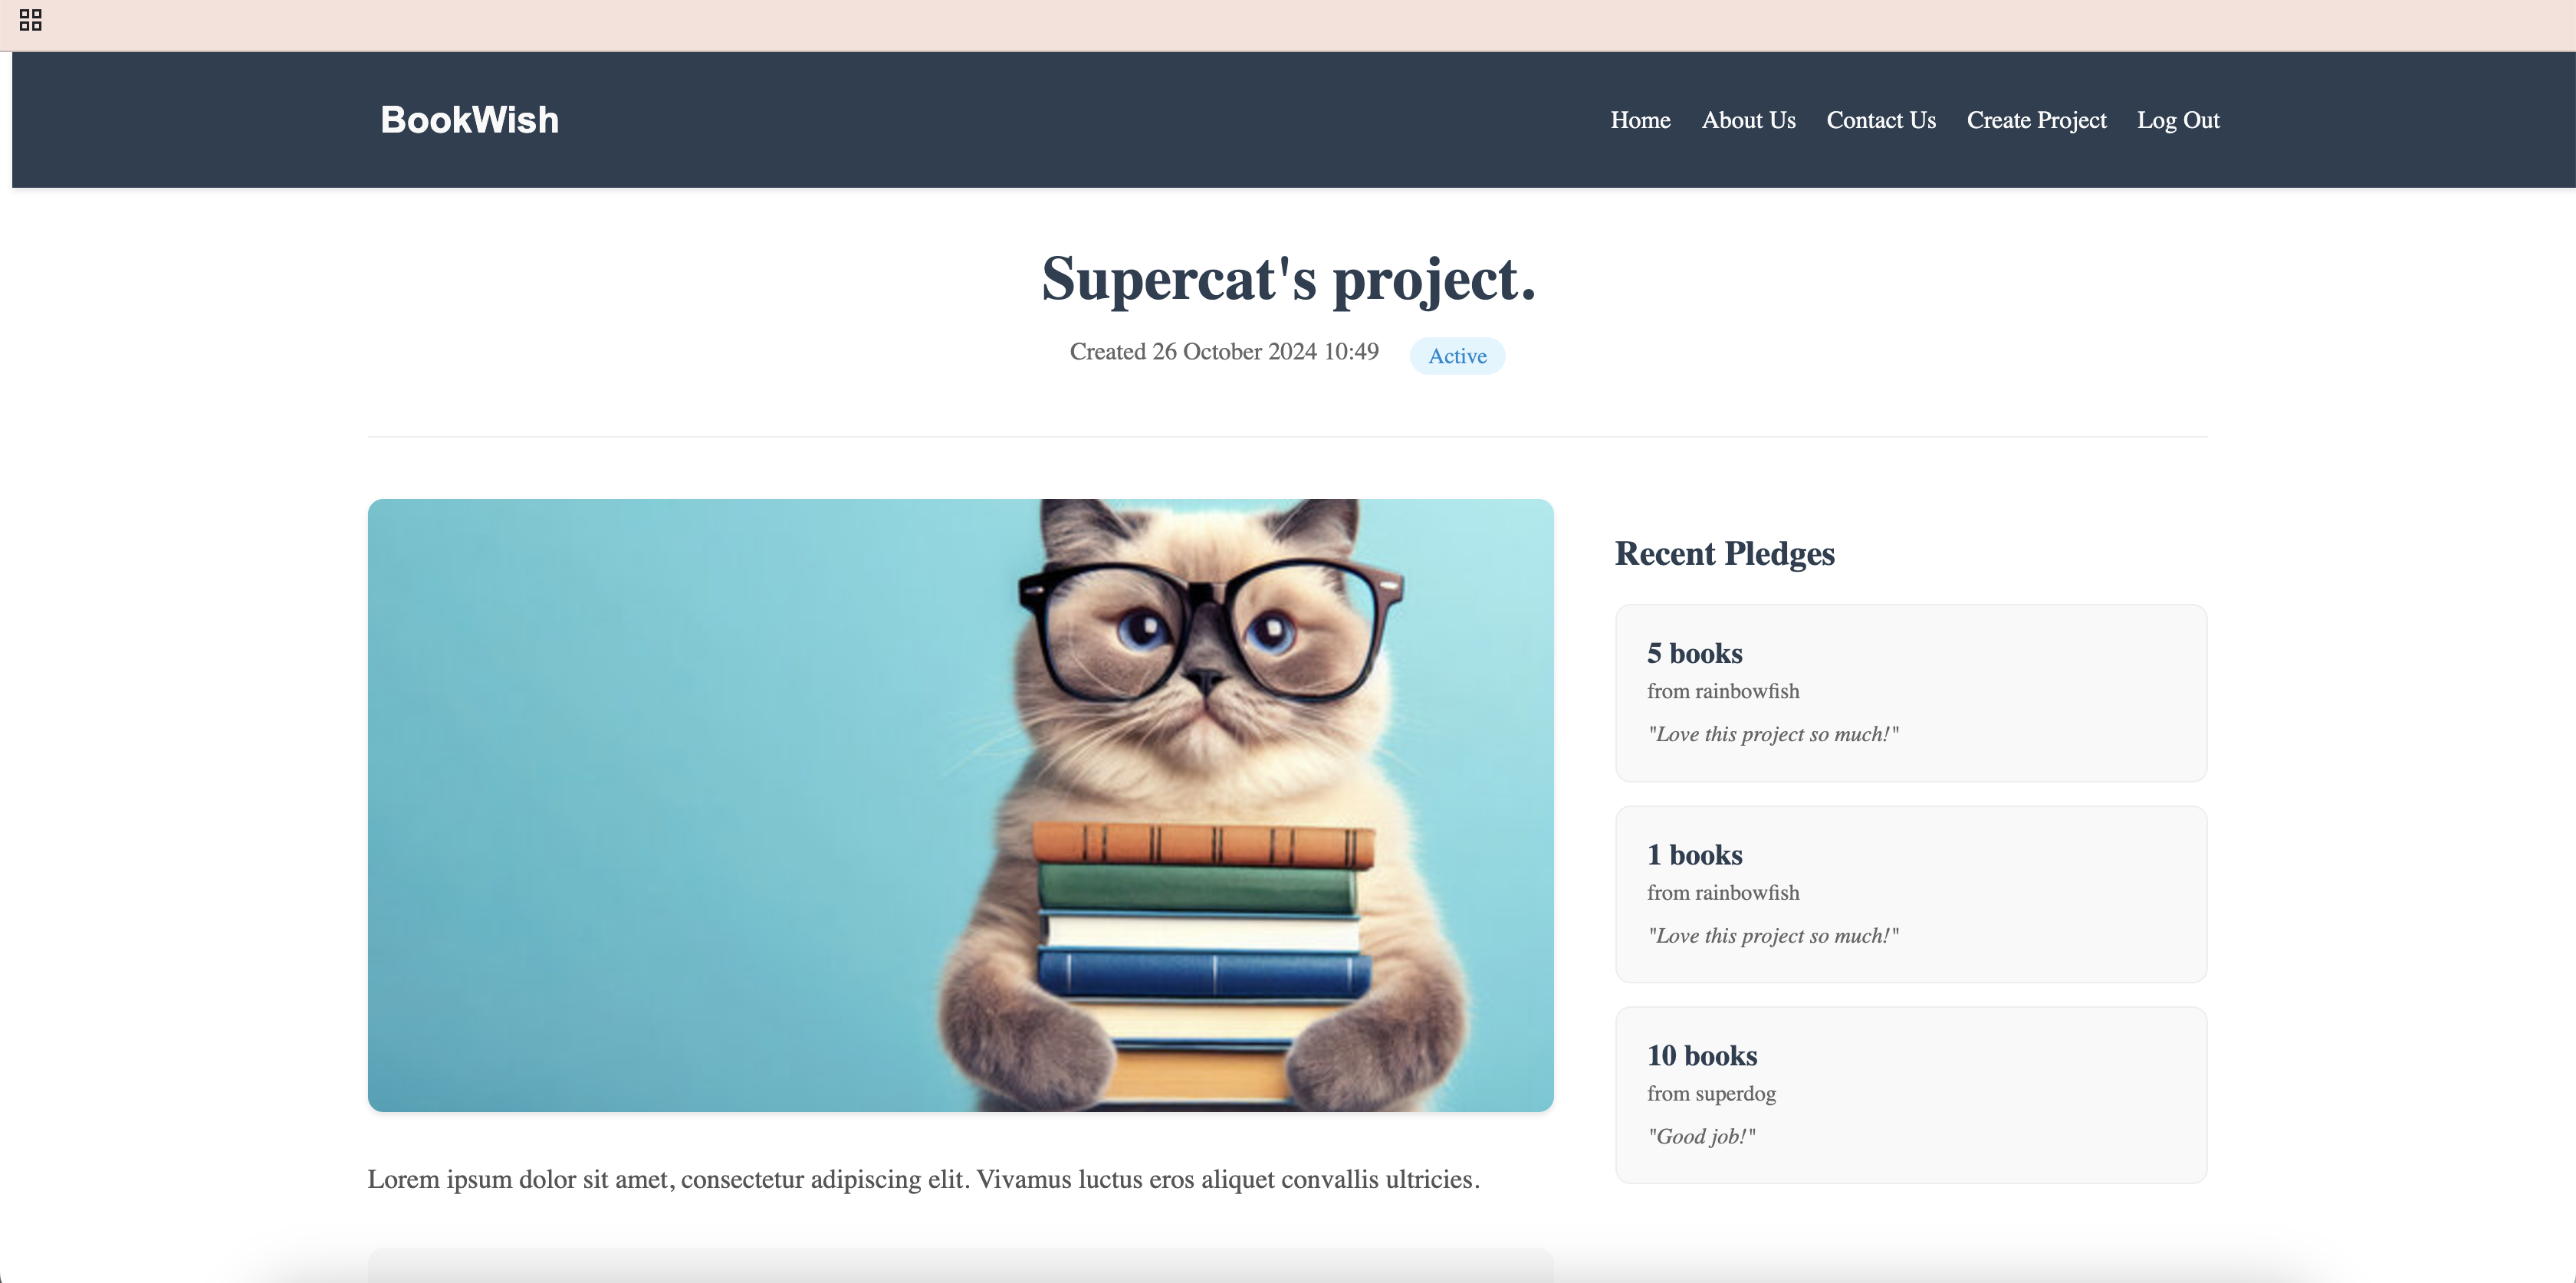 BookWish
Home About Us Contact Us Create Project Log Out
Supercat's project.
Created 26 October 2024 10:49 Active
Recent Pledges
5 books
from rainbowfish
"Love this project so much!"
1 books
from rainbowfish
"Love this project so much!"
10 books
from superdog
"Good job!"
Lorem ipsum dolor sit amet, consectetur adipiscing elit. Vivamus luctus eros aliquet convallis ultricies.